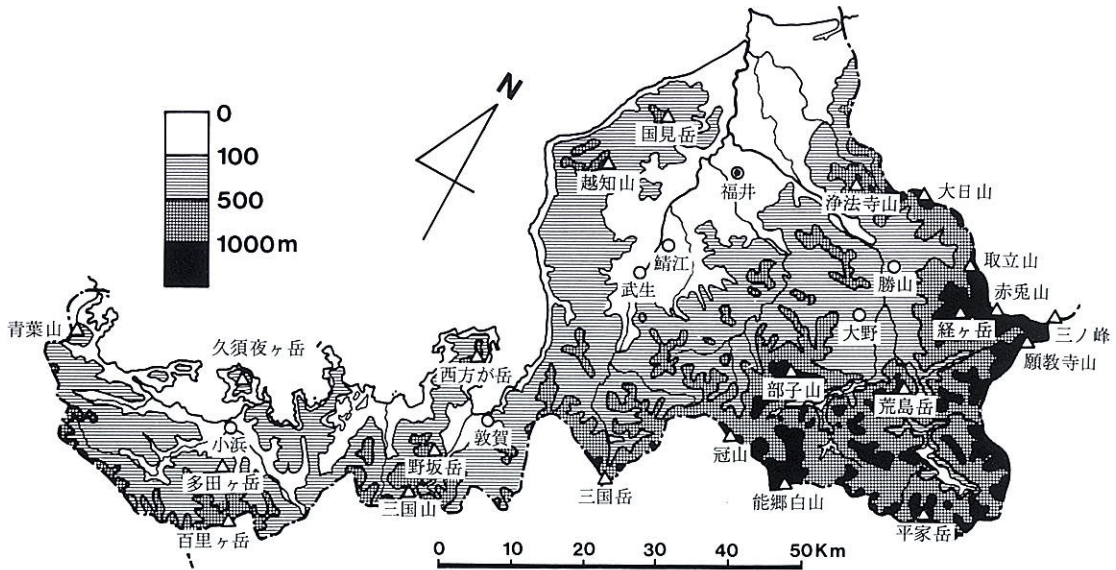 N
0
100
500
1000m
国見岳
越知山
福井
浄法寺山
大日山
鯖江
武生
勝山
取立山
赤兎山
大野
経ヶ岳
三ノ峰
願教寺山
青葉山
久須夜ヶ岳
西方が岳
部子山
荒島岳
小浜
敦賀
冠山
多田ヶ岳
野坂岳
三国山
三国岳
能郷白山
百里ヶ岳
平家岳
0 10 20 30 40 50Km